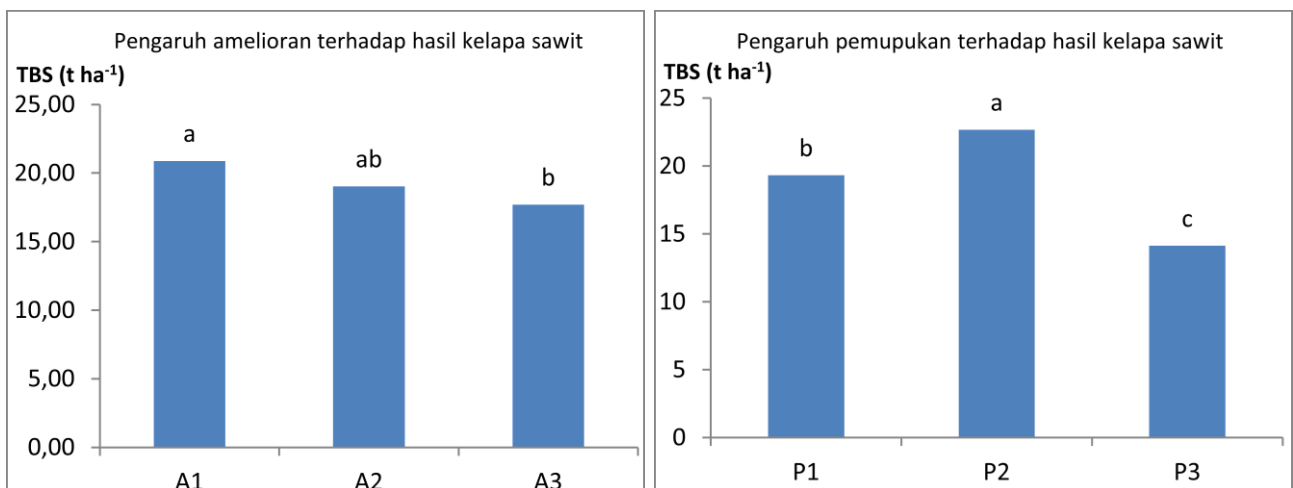 Pengaruh amelioran terhadap hasil kelapa sawit
TBS (t ha⁻¹)
25,00
20,00
15,00
10,00
5,00
0,00
a
ab
b
A1
A2
A3
Pengaruh pemupukan terhadap hasil kelapa sawit
TBS (t ha⁻¹)
25
20
15
10
5
0
b
a
c
P1
P2
P3